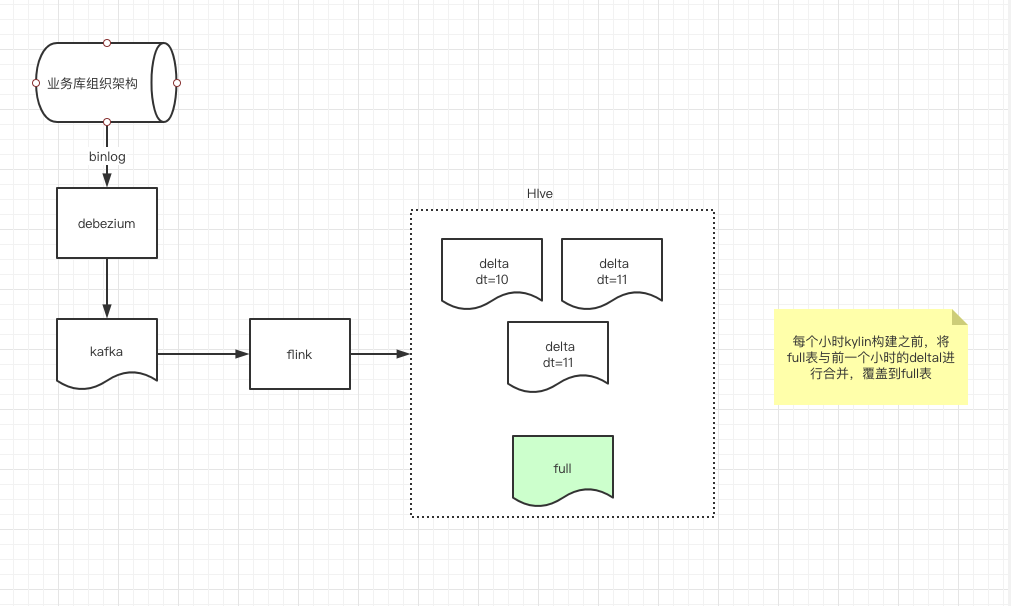 业务库组织架构
binlog
debezium
kafka
flink
HIve
delta
dt=10
delta
dt=11
delta
dt=11
full
每个小时kylin构建之前，将
full表与前一个小时的deltal进
行合并，覆盖到full表